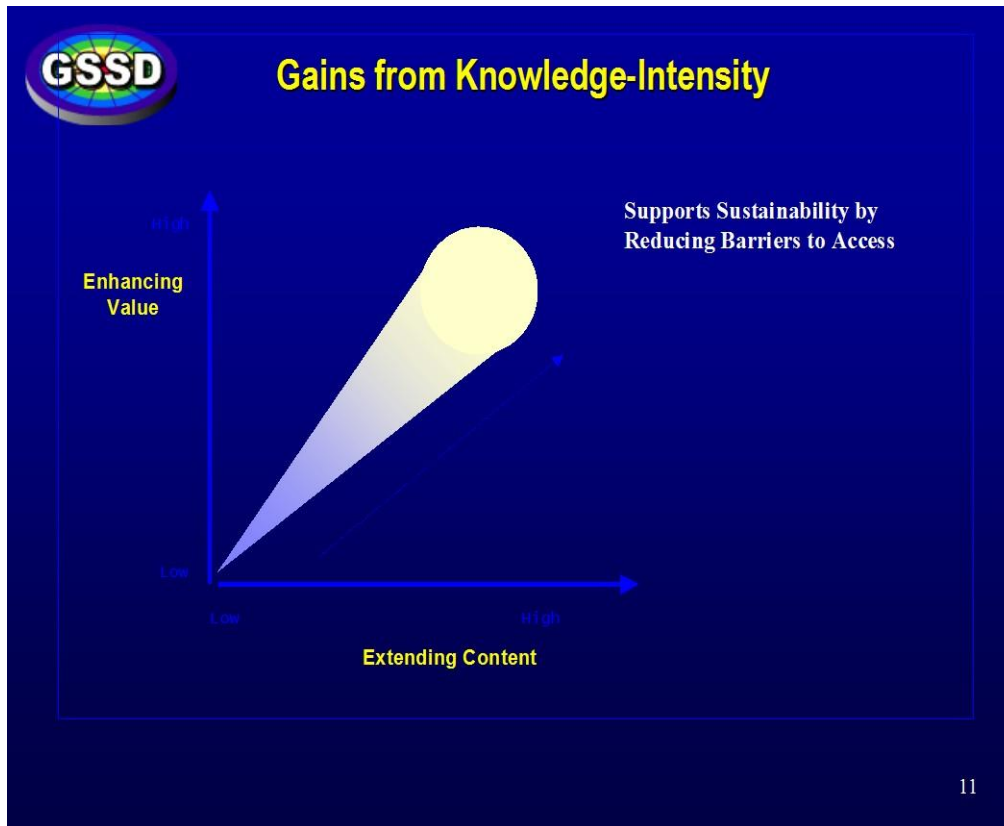 GSSD
Gains from Knowledge-Intensity
Supports Sustainability by
Reducing Barriers to Access
High
Enhancing
Value
Low
Low
High
Extending Content
11